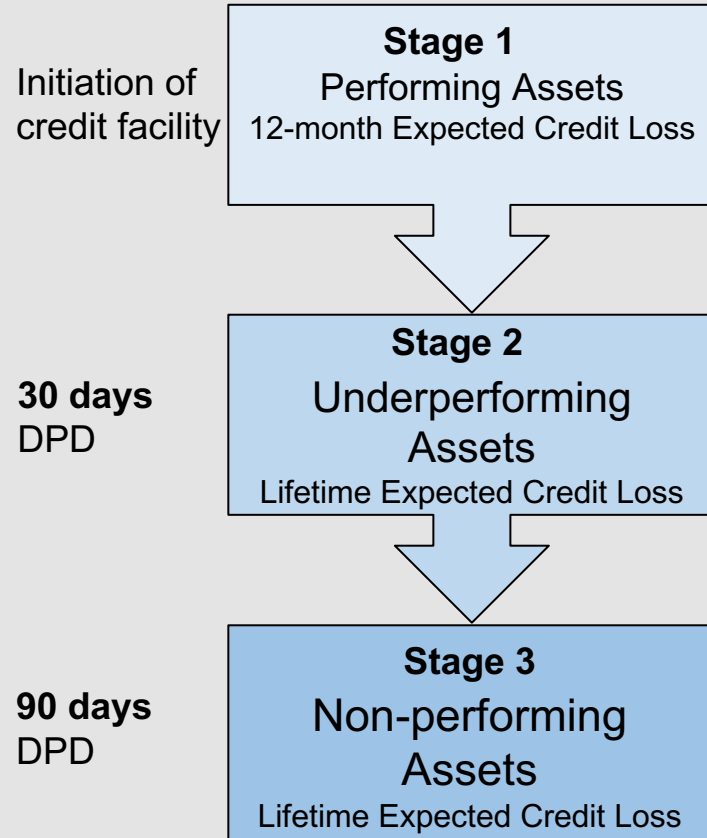 Stage 1
Initiation of
credit facility
Performing Assets
12-month Expected Credit Loss
Stage 2
30 days
DPD
Underperforming
Assets
Lifetime Expected Credit Loss
Stage 3
90 days
DPD
Non-performing
Assets
Lifetime Expected Credit Loss